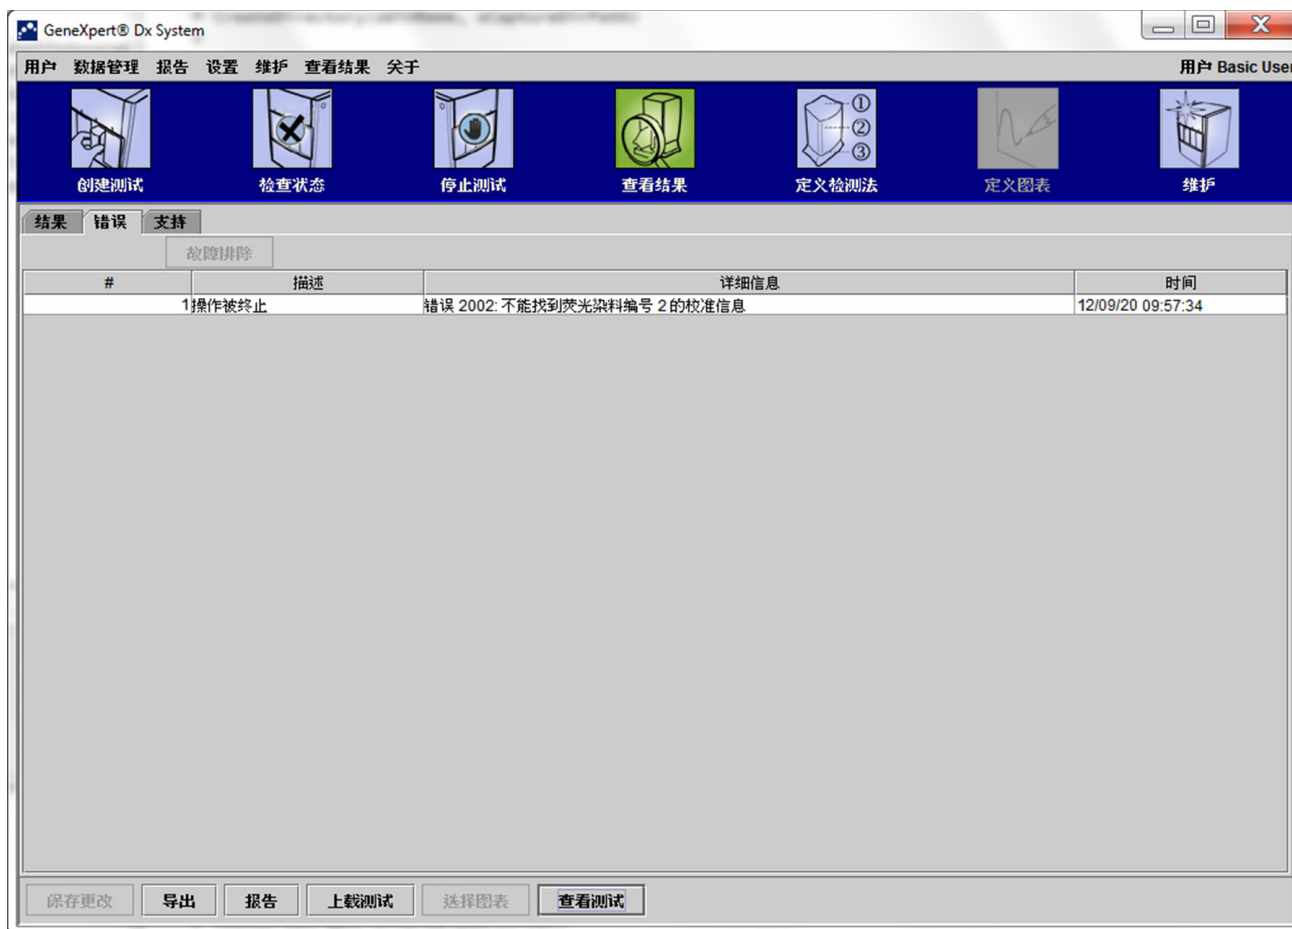 GeneXpert® Dx System
用户 数据管理 报告 设置 维护 查看结果 关于 用户 Basic User
①
②
③
创建测试 检查状态 停止测试 查看结果 定义检测法 定义图表 维护
结果 错误 支持
故障排除
# 描述 详细信息 时间
1 操作被终止 错误 2002: 不能找到荧光染料编号 2 的校准信息 12/09/20 09:57:34
保存更改 导出 报告 上载测试 选择图表 查看测试